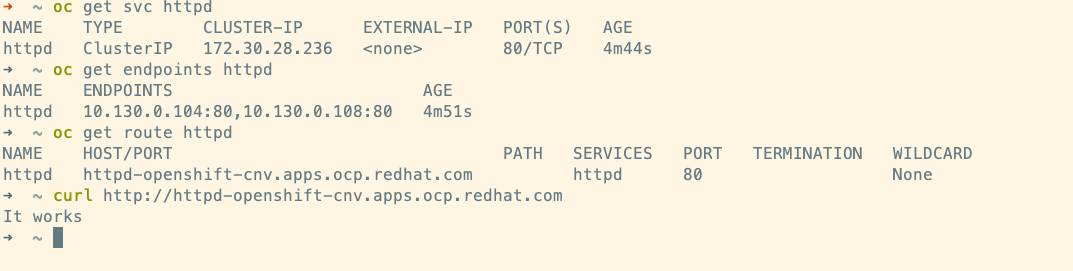 ➜  ~ oc get svc httpd
NAME    TYPE        CLUSTER-IP      EXTERNAL-IP   PORT(S)   AGE
httpd   ClusterIP   172.30.28.236   <none>        80/TCP    4m44s
➜  ~ oc get endpoints httpd
NAME    ENDPOINTS                         AGE
httpd   10.130.0.104:80,10.130.0.108:80   4m51s
➜  ~ oc get route httpd
NAME    HOST/PORT                                 PATH   SERVICES   PORT   TERMINATION   WILDCARD
httpd   httpd-openshift-cnv.apps.ocp.redhat.com          httpd      80                   None
➜  ~ curl http://httpd-openshift-cnv.apps.ocp.redhat.com
It works
➜  ~